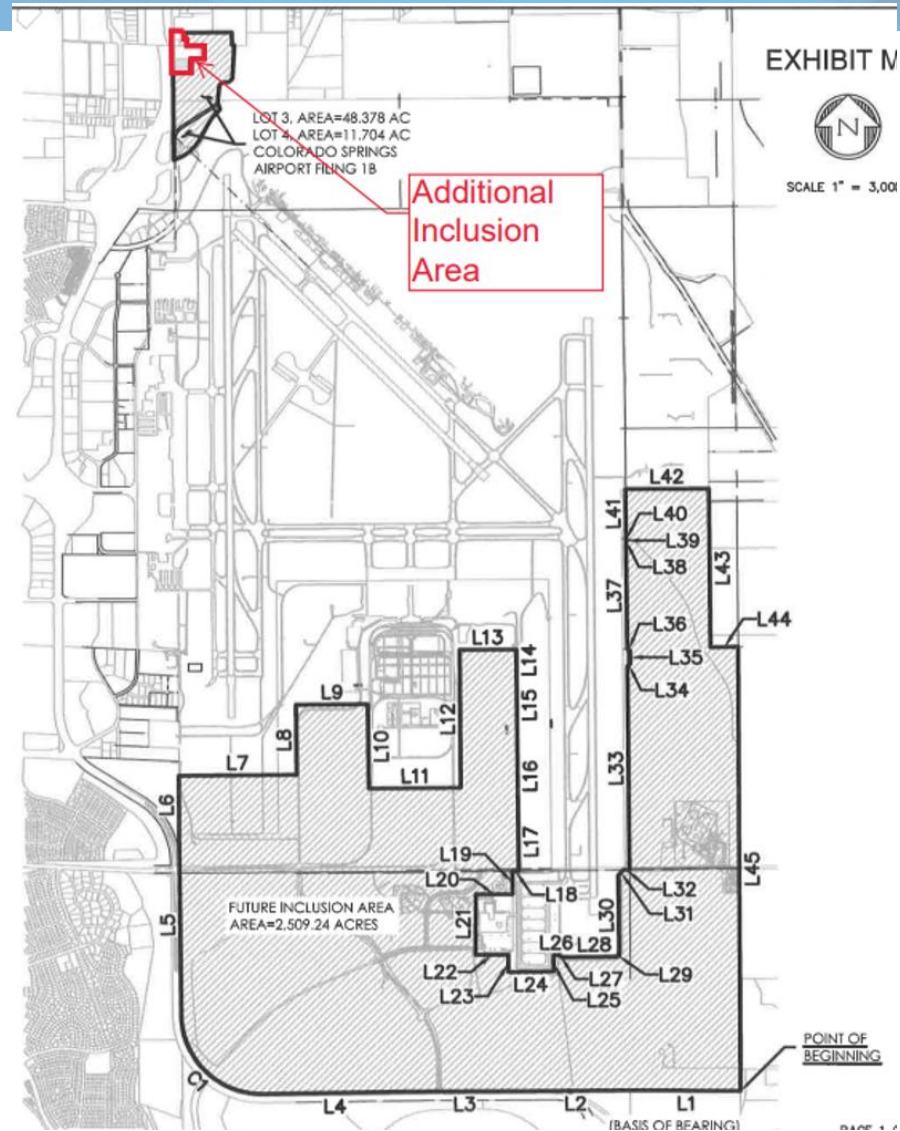 EXHIBIT M
N
SCALE 1" = 3,00
LOT 3, AREA=48.378 AC
LOT 4, AREA=11.704 AC
COLORADO SPRINGS
AIRPORT FILING 1B
Additional
Inclusion
Area
L42
L41
L40
L39
L38
L43
L37
L36
L44
L35
L34
L13
L14
L9
L15
L12
L8
L10
L7
L11
L16
L33
L6
L17
L19
L45
L20
L18
L32
L31
FUTURE INCLUSION AREA
AREA=2,509.24 ACRES
L21
L30
L5
L26
L28
L22
L27
L29
L23
L24
L25
POINT OF
BEGINNING
C1
L4
L3
L2
L1
(BASIS OF BEARING)
PAGE 1